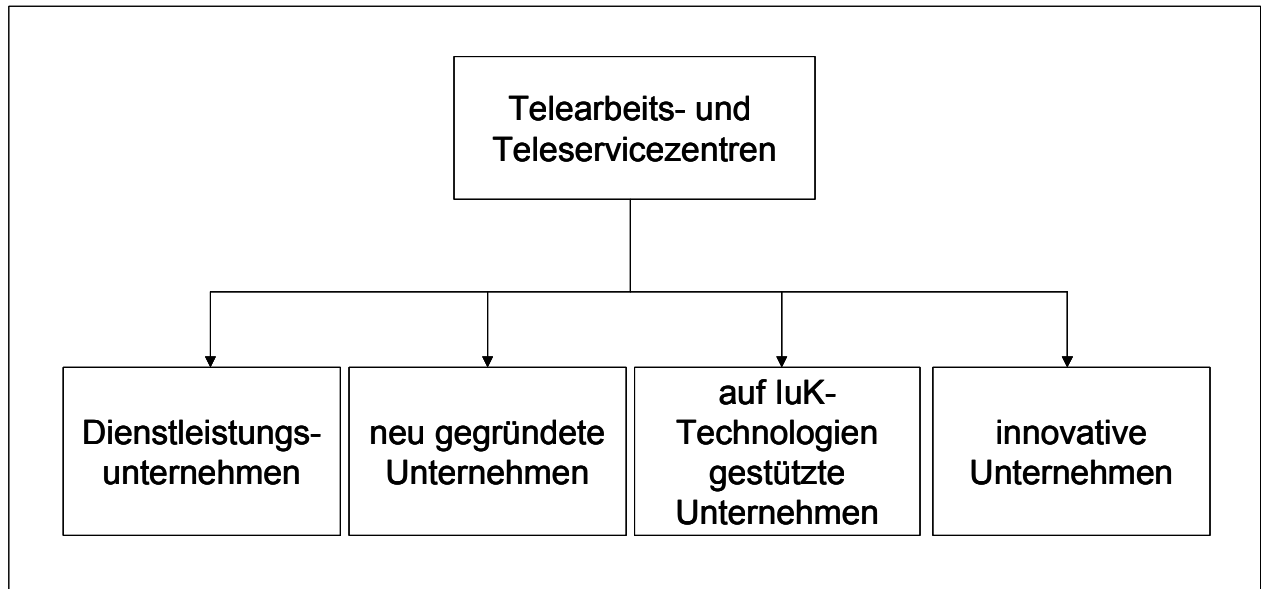 Telearbeits- und
Teleservicezentren
Dienstleistungs-
unternehmen
neu gegründete
Unternehmen
auf IuK-
Technologien
gestützte
Unternehmen
innovative
Unternehmen